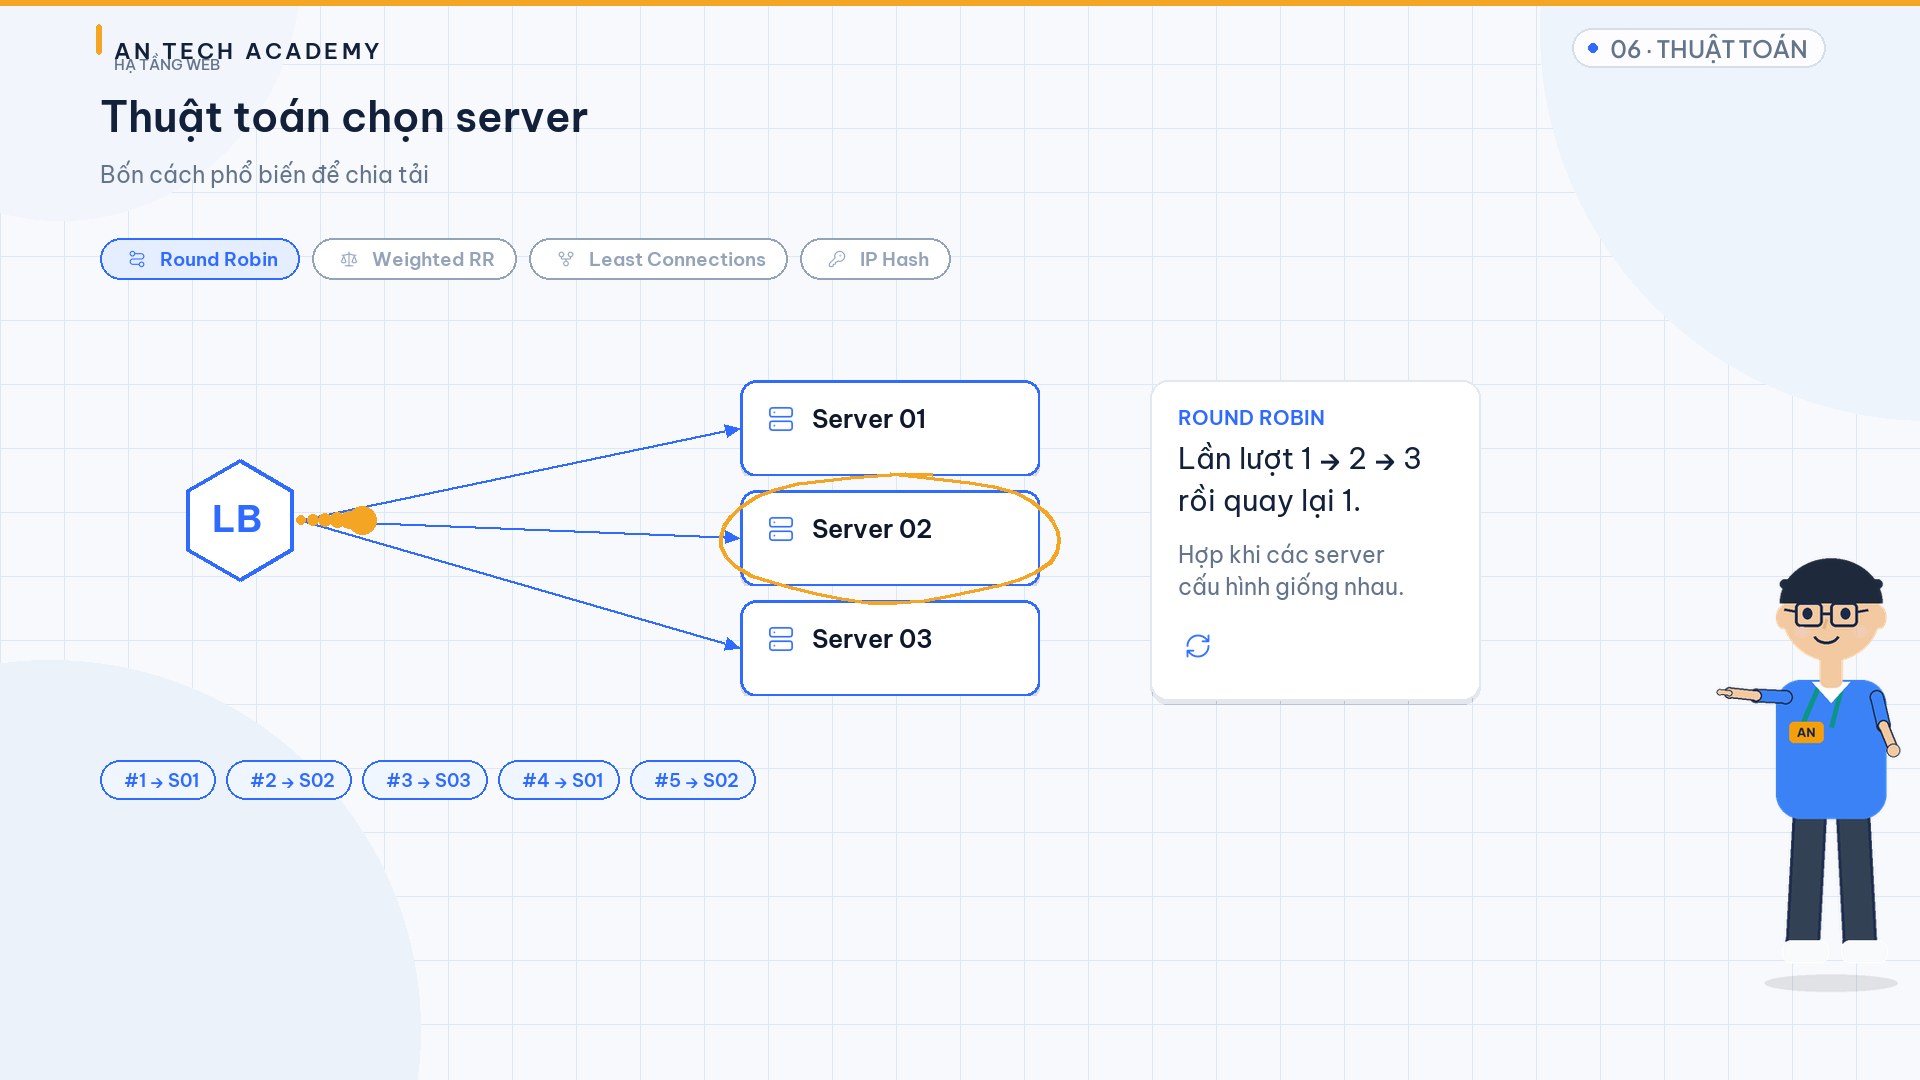 AN TECH ACADEMY
HẠ TẦNG WEB
06 · THUẬT TOÁN
Thuật toán chọn server
Bốn cách phổ biến để chia tải
Round Robin
Weighted RR
Least Connections
IP Hash
LB
Server 01
Server 02
Server 03
ROUND ROBIN
Lần lượt 1 → 2 → 3
rồi quay lại 1.
Hợp khi các server
cấu hình giống nhau.
AN
#1 → S01
#2 → S02
#3 → S03
#4 → S01
#5 → S02